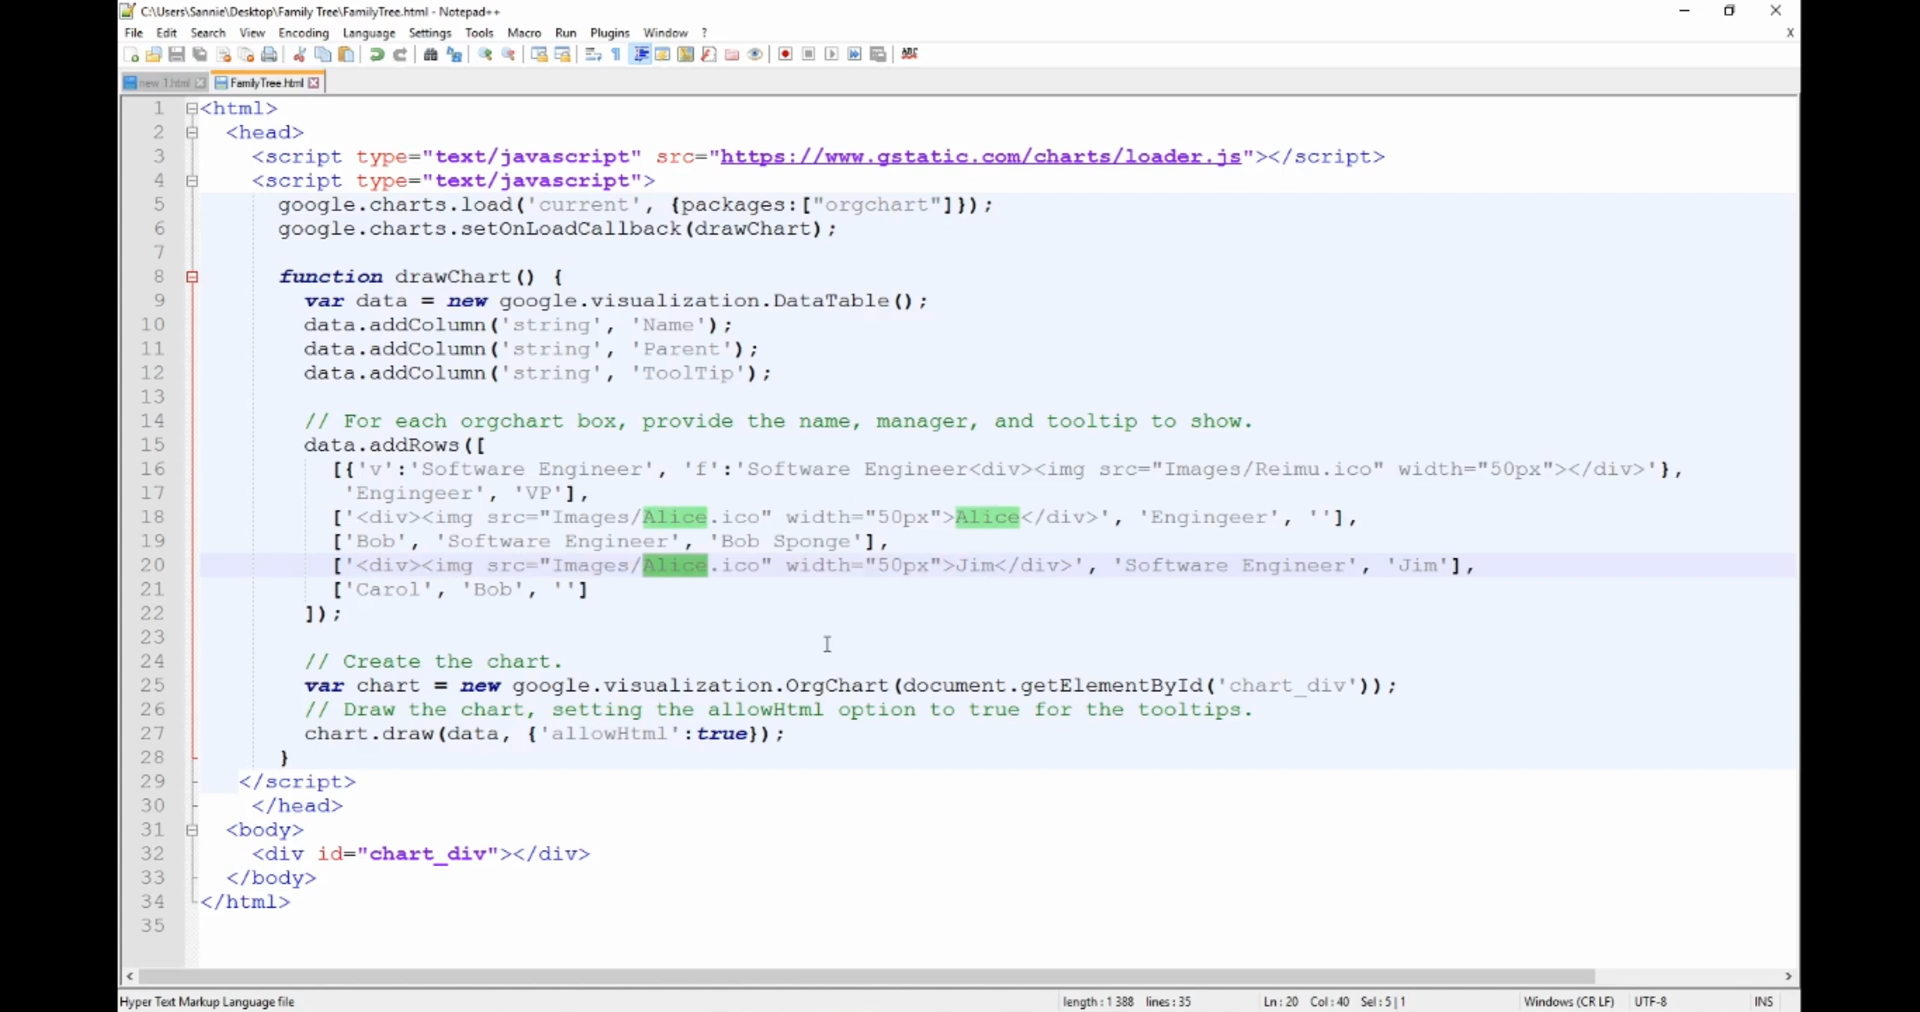 C:\Users\Sannie\Desktop\Family Tree\FamilyTree.html - Notepad++
File Edit Search View Encoding Language Settings Tools Macro Run Plugins Window ? X
new 1.html FamilyTree.html
1 <html>
2 <head>
3 <script type="text/javascript" src="https://www.gstatic.com/charts/loader.js"></script>
4 <script type="text/javascript">
5 google.charts.load('current', {packages:["orgchart"]});
6 google.charts.setOnLoadCallback(drawChart);
7
8 function drawChart() {
9 var data = new google.visualization.DataTable();
10 data.addColumn('string', 'Name');
11 data.addColumn('string', 'Parent');
12 data.addColumn('string', 'ToolTip');
13
14 // For each orgchart box, provide the name, manager, and tooltip to show.
15 data.addRows([
16 [{'v':'Software Engineer', 'f':'Software Engineer<div><img src="Images/Reimu.ico" width="50px"></div>'},
17 'Engingeer', 'VP'],
18 ['<div><img src="Images/Alice.ico" width="50px">Alice</div>', 'Engingeer', ''],
19 ['Bob', 'Software Engineer', 'Bob Sponge'],
20 ['<div><img src="Images/Alice.ico" width="50px">Jim</div>', 'Software Engineer', 'Jim'],
21 ['Carol', 'Bob', '']
22 ]);
23
24 // Create the chart.
25 var chart = new google.visualization.OrgChart(document.getElementById('chart_div'));
26 // Draw the chart, setting the allowHtml option to true for the tooltips.
27 chart.draw(data, {'allowHtml':true});
28 }
29 </script>
30 </head>
31 <body>
32 <div id="chart_div"></div>
33 </body>
34 </html>
35
Hyper Text Markup Language file length : 1 388 lines : 35 Ln : 20 Col : 40 Sel : 5 | 1 Windows (CR LF) UTF-8 INS